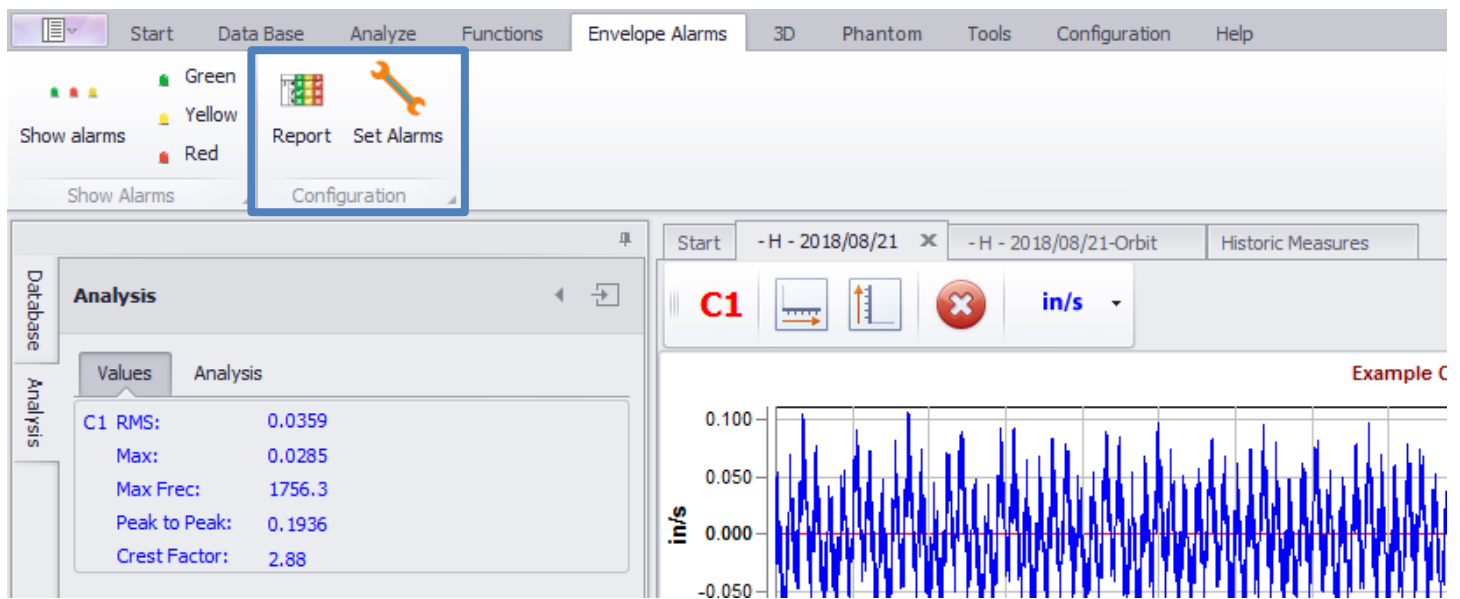 Start Data Base Analyze Functions Envelope Alarms 3D Phantom Tools Configuration Help
Show alarms
Green
Yellow
Red
Show Alarms
Report Set Alarms
Configuration
Database
Analysis
Analysis
Values Analysis
C1 RMS: 0.0359
Max: 0.0285
Max Frec: 1756.3
Peak to Peak: 0.1936
Crest Factor: 2.88
Start - H - 2018/08/21 - H - 2018/08/21-Orbit Historic Measures
C1 in/s
Example C
in/s
0.100
0.050
0.000
-0.050